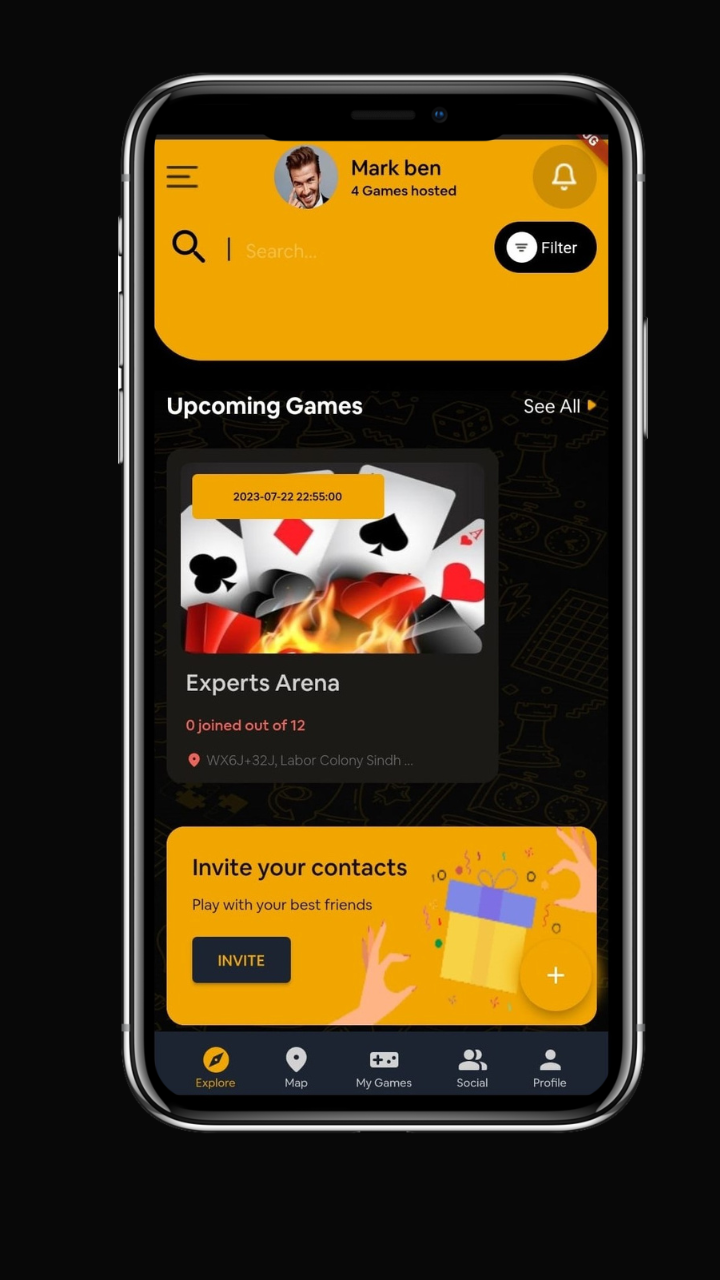 Mark ben
4 Games hosted
Search...
Filter
Upcoming Games
See All
2023-07-22 22:55:00
A
Experts Arena
0 joined out of 12
WX6J+32J, Labor Colony Sindh ...
Invite your contacts
Play with your best friends
INVITE
+
Explore
Map
My Games
Social
Profile